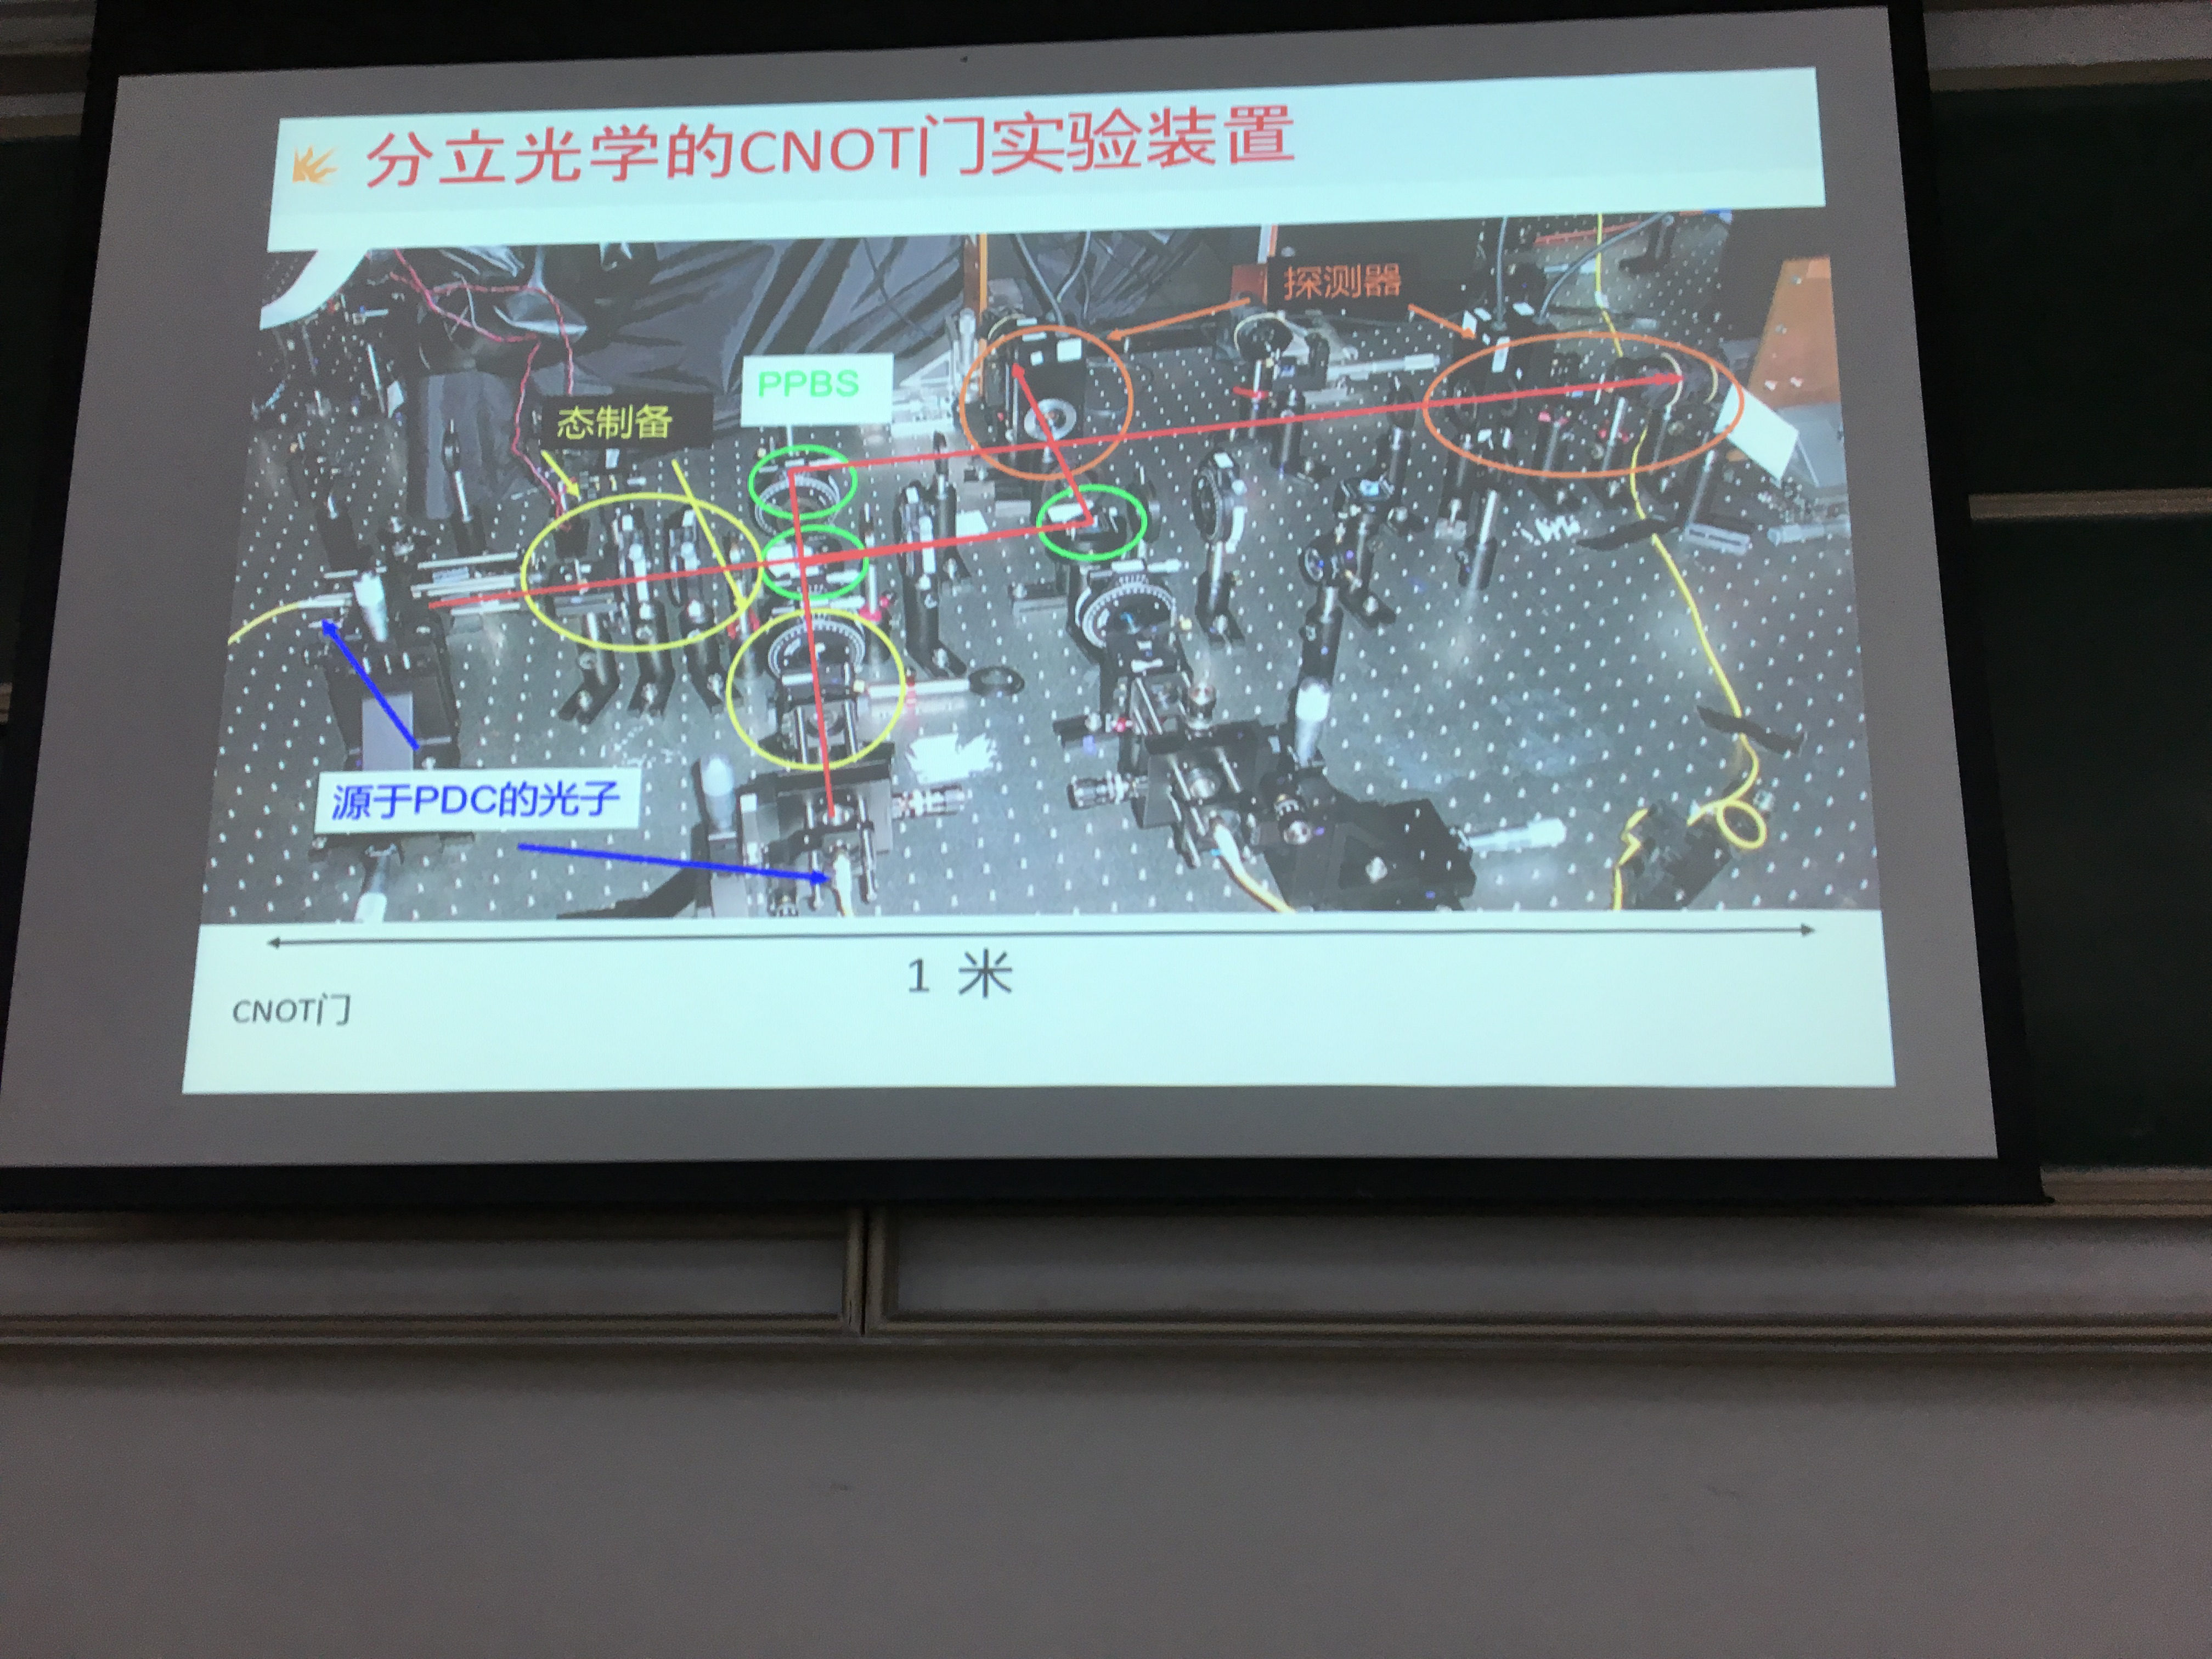 分立光学的CNOT门实验装置
探测器
PPBS
态制备
源于PDC的光子
1 米
CNOT门